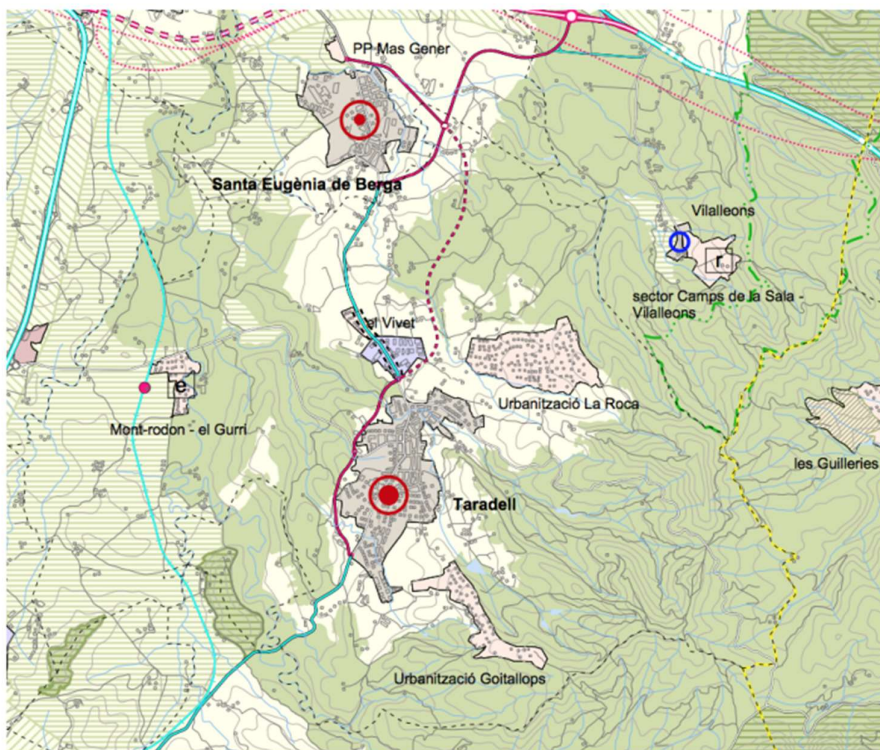 PP Mas Gener
Santa Eugènia de Berga
Vilalleons
r
sector Camps de la Sala -
Vilalleons
el Vivet
e
Urbanització La Roca
Mont-rodon - el Gurri
les Guilleries
Taradell
Urbanització Goitallops